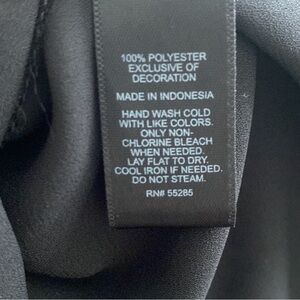 100% POLYESTER
EXCLUSIVE OF
DECORATION
MADE IN INDONESIA
HAND WASH COLD
WITH LIKE COLORS.
ONLY NON-
CHLORINE BLEACH
WHEN NEEDED.
LAY FLAT TO DRY.
COOL IRON IF NEEDED.
DO NOT STEAM.
RN# 55285